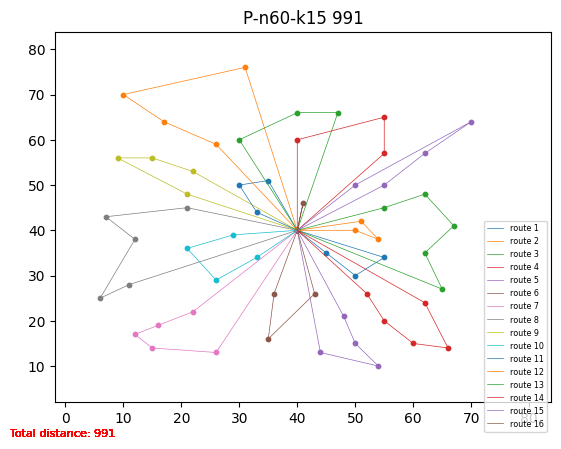 P-n60-k15 991
80
70
60
50
40
30
20
10
0 10 20 30 40 50 60 70 80
route 1
route 2
route 3
route 4
route 5
route 6
route 7
route 8
route 9
route 10
route 11
route 12
route 13
route 14
route 15
route 16
Total distance: 991